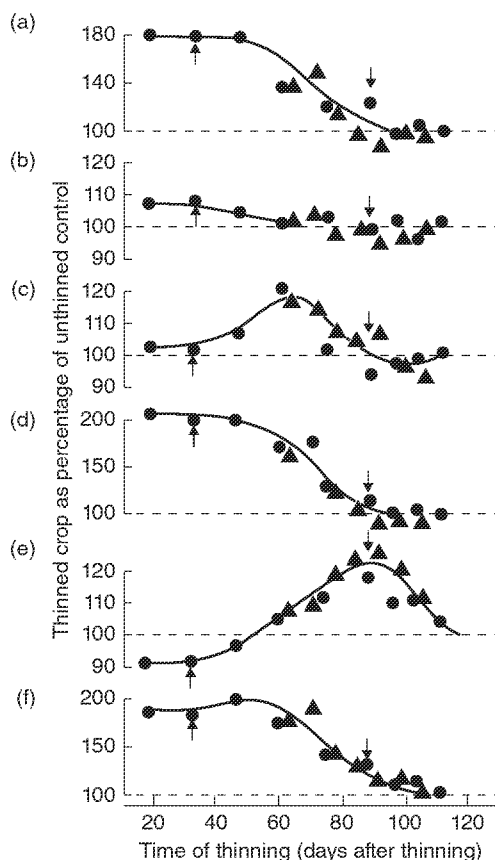 (a)
180
140
100
(b)
120
110
100
90
(c)
120
110
100
90
(d)
200
150
100
(e)
120
110
100
90
(f)
200
150
100
20 40 60 80 100 120
Time of thinning (days after thinning)
Thinned crop as percentage of unthinned control